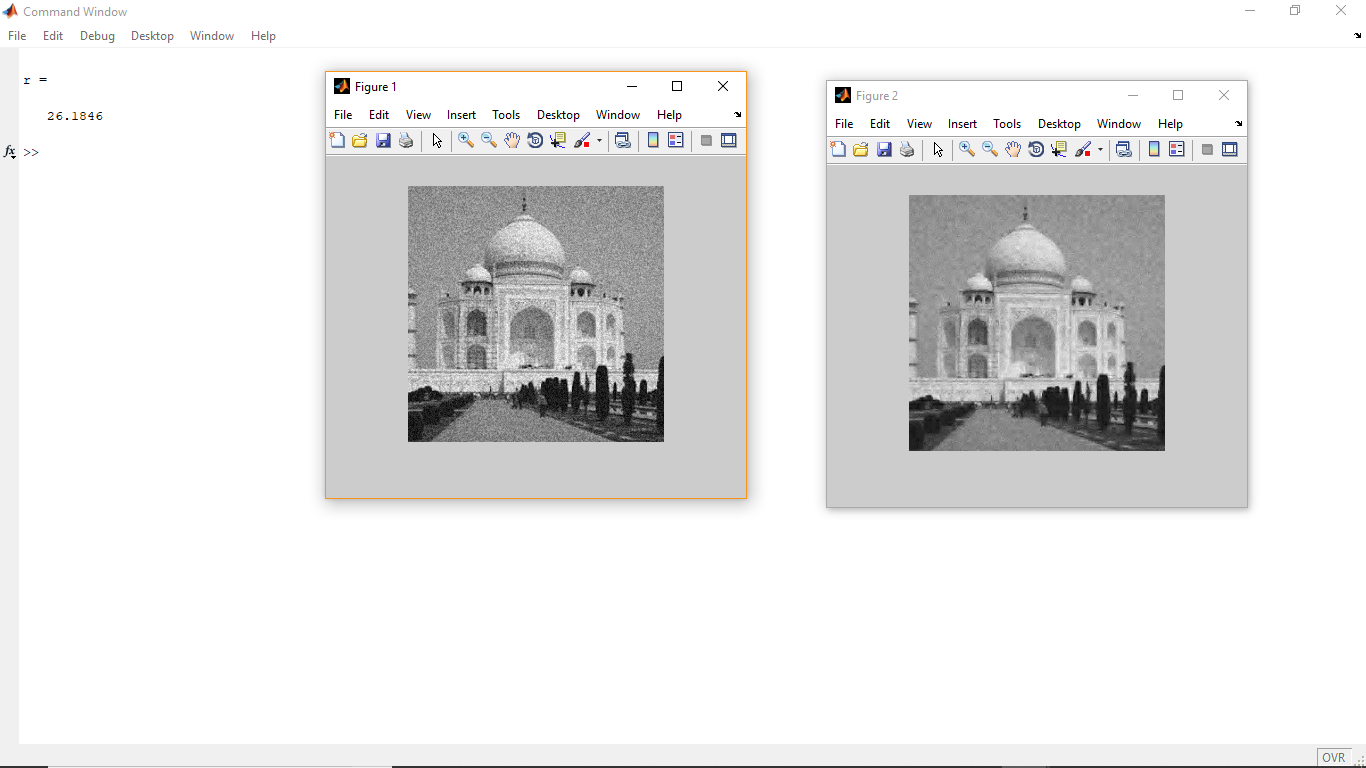 Command Window
File Edit Debug Desktop Window Help
r =
26.1846
fx >>
Figure 1
File Edit View Insert Tools Desktop Window Help
Figure 2
File Edit View Insert Tools Desktop Window Help
OVR